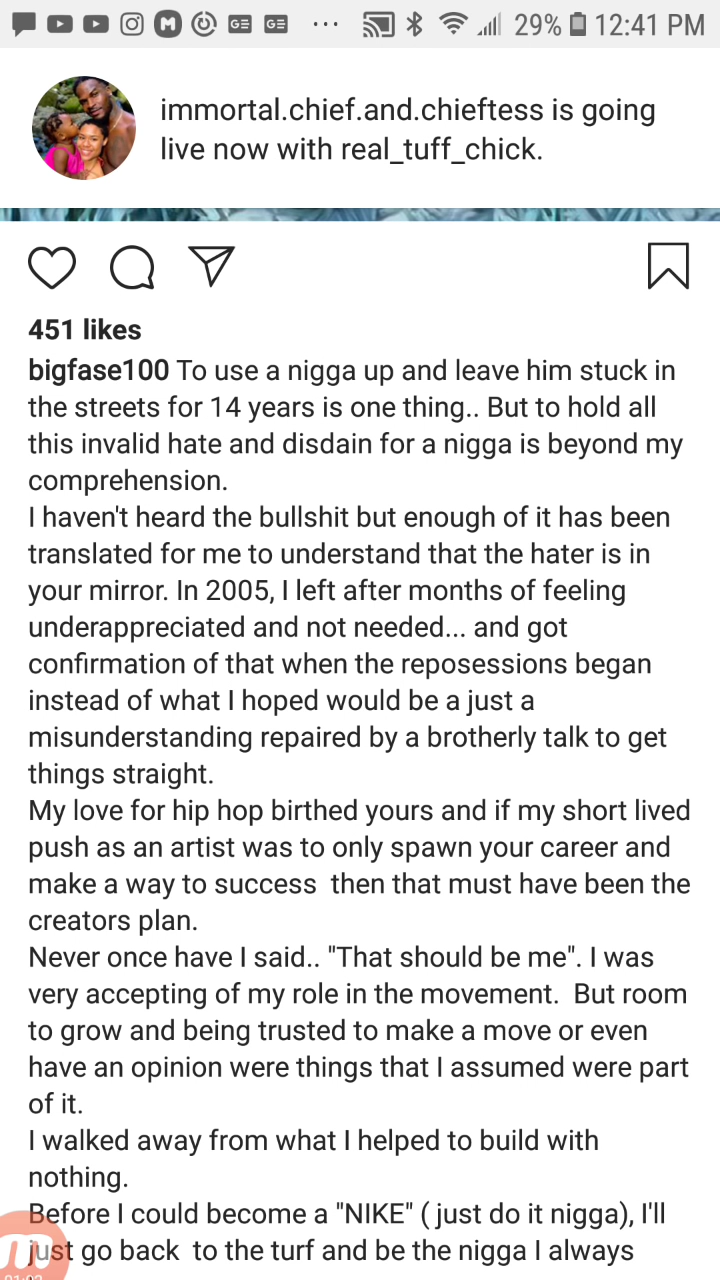 29% 12:41 PM
immortal.chief.and.chieftess is going
live now with real_tuff_chick.
451 likes
bigfase100 To use a nigga up and leave him stuck in
the streets for 14 years is one thing.. But to hold all
this invalid hate and disdain for a nigga is beyond my
comprehension.
I haven't heard the bullshit but enough of it has been
translated for me to understand that the hater is in
your mirror. In 2005, I left after months of feeling
underappreciated and not needed... and got
confirmation of that when the reposessions began
instead of what I hoped would be a just a
misunderstanding repaired by a brotherly talk to get
things straight.
My love for hip hop birthed yours and if my short lived
push as an artist was to only spawn your career and
make a way to success  then that must have been the
creators plan.
Never once have I said.. "That should be me". I was
very accepting of my role in the movement.  But room
to grow and being trusted to make a move or even
have an opinion were things that I assumed were part
of it.
I walked away from what I helped to build with
nothing.
Before I could become a "NIKE" ( just do it nigga), I'll
just go back  to the turf and be the nigga I always